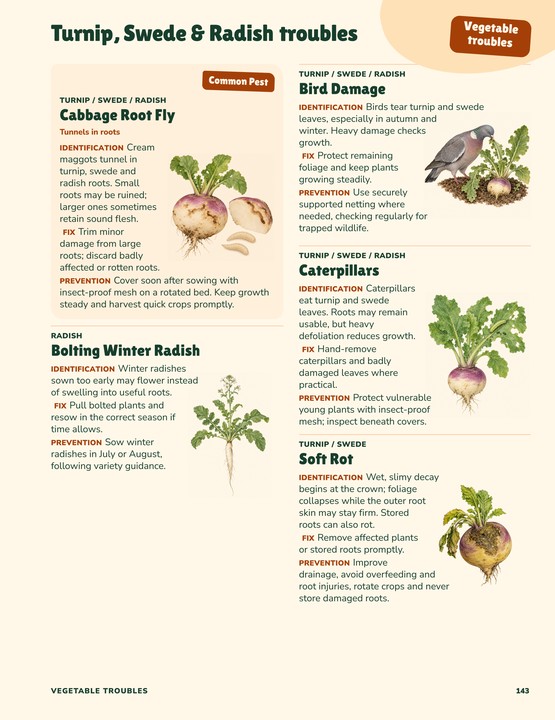 Turnip, Swede & Radish troubles
Vegetable
troubles
Common Pest
TURNIP / SWEDE / RADISH
Cabbage Root Fly
Tunnels in roots
IDENTIFICATION Cream
maggots tunnel in
turnip, swede and
radish roots. Small
roots may be ruined;
larger ones sometimes
retain sound flesh.
FIX Trim minor
damage from large
roots; discard badly
affected or rotten roots.
PREVENTION Cover soon after sowing with
insect-proof mesh on a rotated bed. Keep growth
steady and harvest quick crops promptly.
RADISH
Bolting Winter Radish
IDENTIFICATION Winter radishes
sown too early may flower instead
of swelling into useful roots.
FIX Pull bolted plants and
resow in the correct season if
time allows.
PREVENTION Sow winter
radishes in July or August,
following variety guidance.
TURNIP / SWEDE / RADISH
Bird Damage
IDENTIFICATION Birds tear turnip and swede
leaves, especially in autumn and
winter. Heavy damage checks
growth.
FIX Protect remaining
foliage and keep plants
growing steadily.
PREVENTION Use securely
supported netting where
needed, checking regularly for
trapped wildlife.
TURNIP / SWEDE / RADISH
Caterpillars
IDENTIFICATION Caterpillars
eat turnip and swede
leaves. Roots may remain
usable, but heavy
defoliation reduces growth.
FIX Hand-remove
caterpillars and badly
damaged leaves where
practical.
PREVENTION Protect vulnerable
young plants with insect-proof
mesh; inspect beneath covers.
TURNIP / SWEDE
Soft Rot
IDENTIFICATION Wet, slimy decay
begins at the crown; foliage
collapses while the outer root
skin may stay firm. Stored
roots can also rot.
FIX Remove affected plants
or stored roots promptly.
PREVENTION Improve
drainage, avoid overfeeding and
root injuries, rotate crops and never
store damaged roots.
VEGETABLE TROUBLES
143